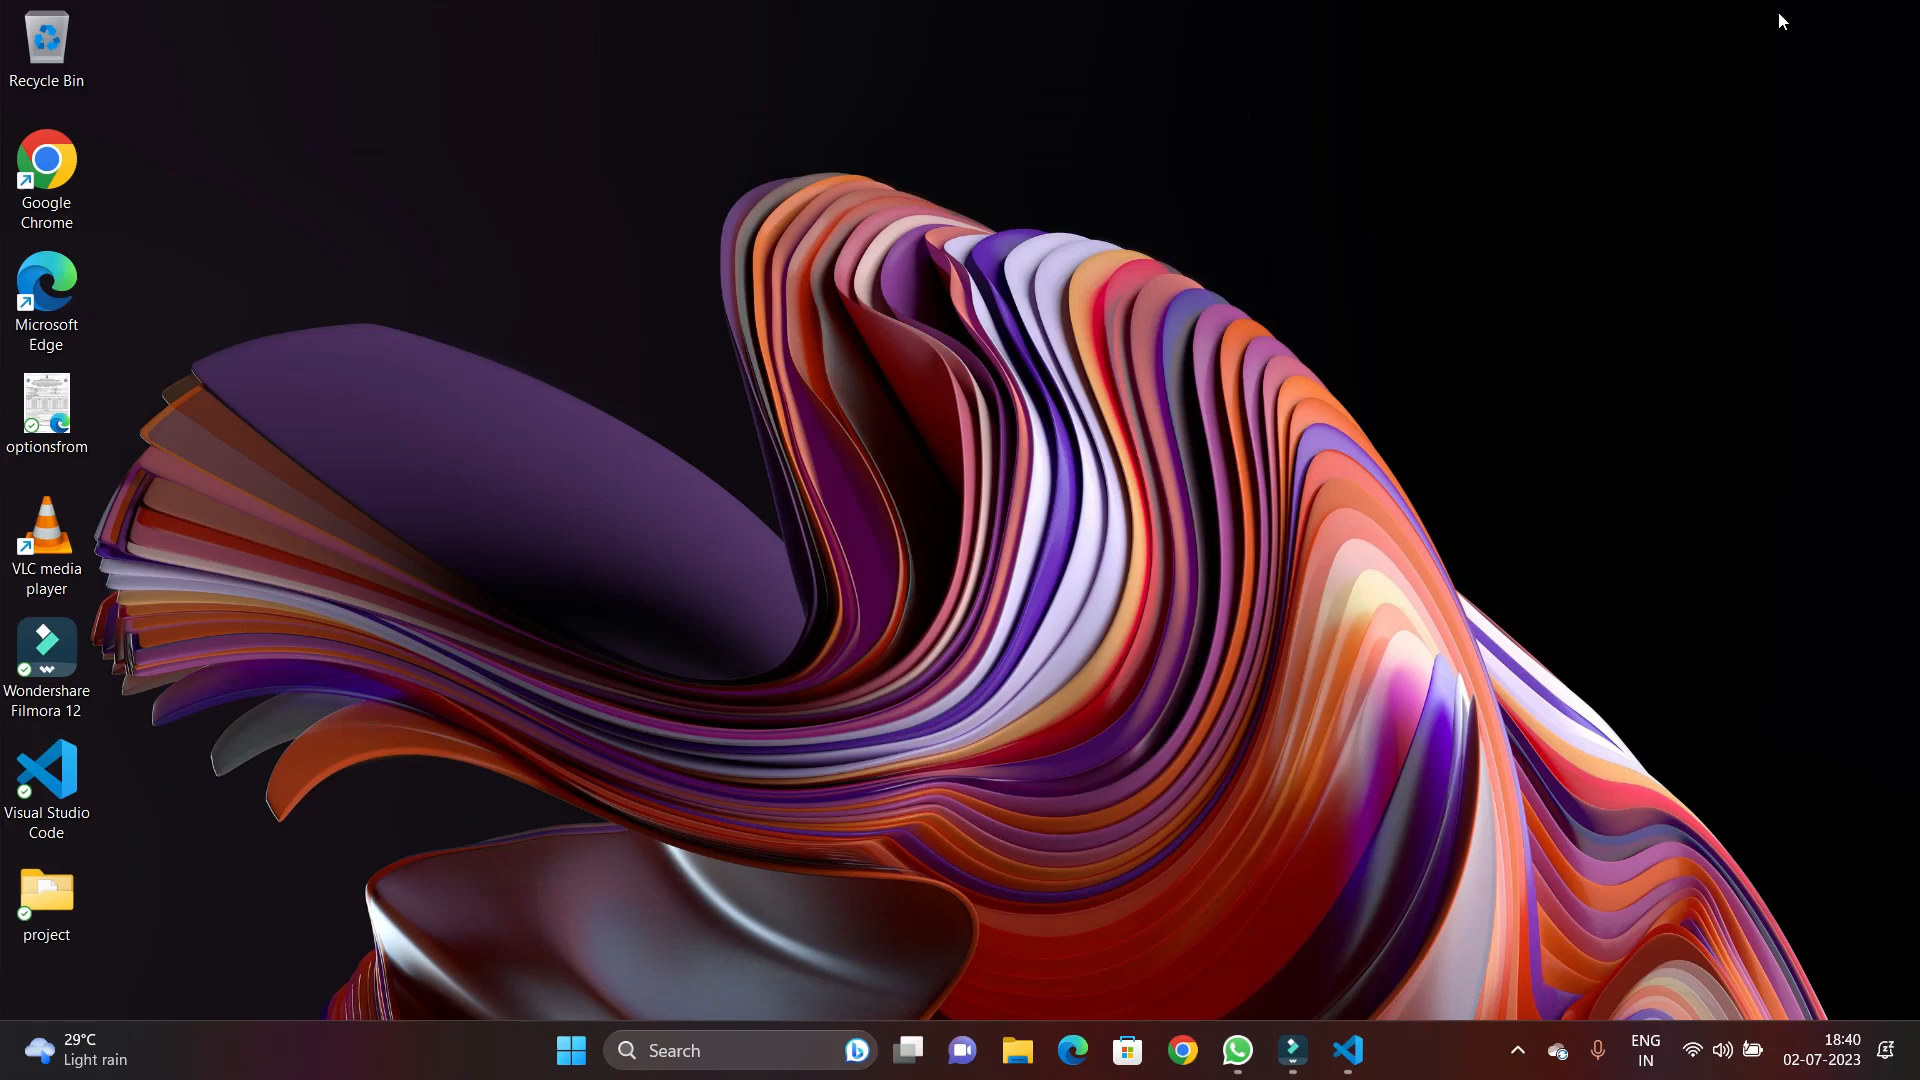 Recycle Bin
Google
Chrome
Microsoft
Edge
optionsfrom
VLC media
player
Wondershare
Filmora 12
Visual Studio
Code
project
29°C
Light rain
Search
ENG
IN
18:40
02-07-2023